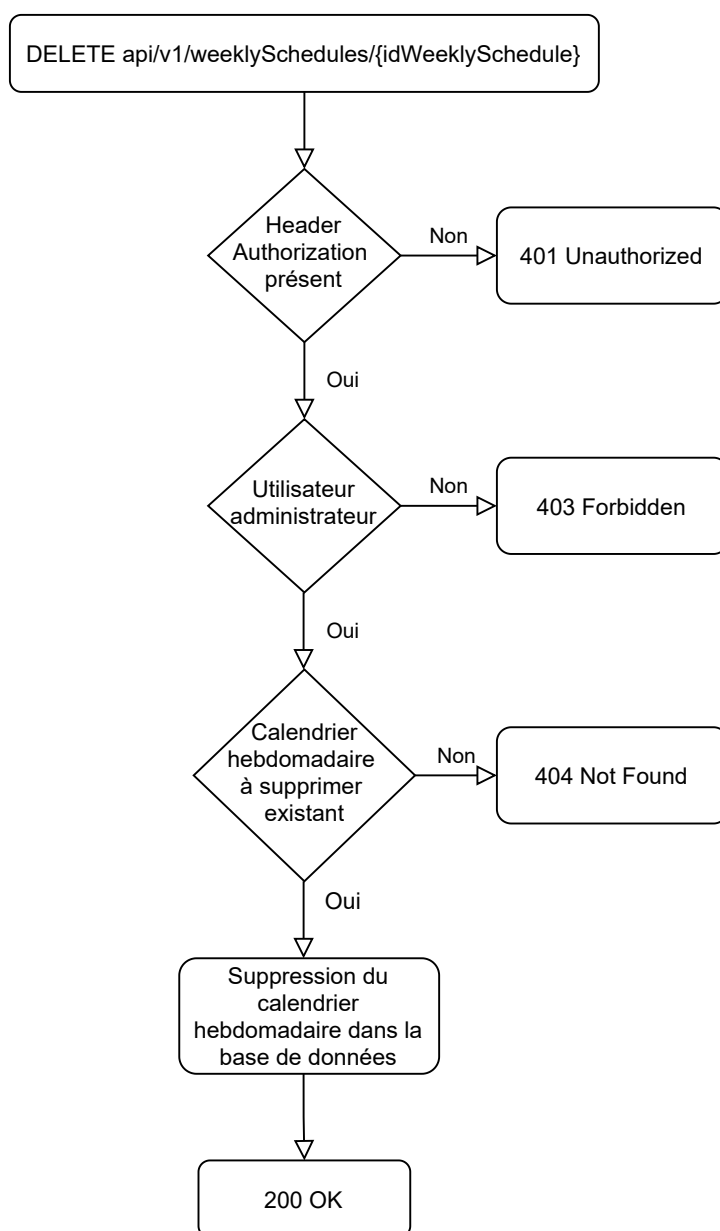 DELETE api/v1/weeklySchedules/{idWeeklySchedule}
Header
Authorization
présent
Non
401 Unauthorized
Oui
Utilisateur
administrateur
Non
403 Forbidden
Oui
Calendrier
hebdomadaire
à supprimer
existant
Non
404 Not Found
Oui
Suppression du
calendrier
hebdomadaire dans la
base de données
200 OK